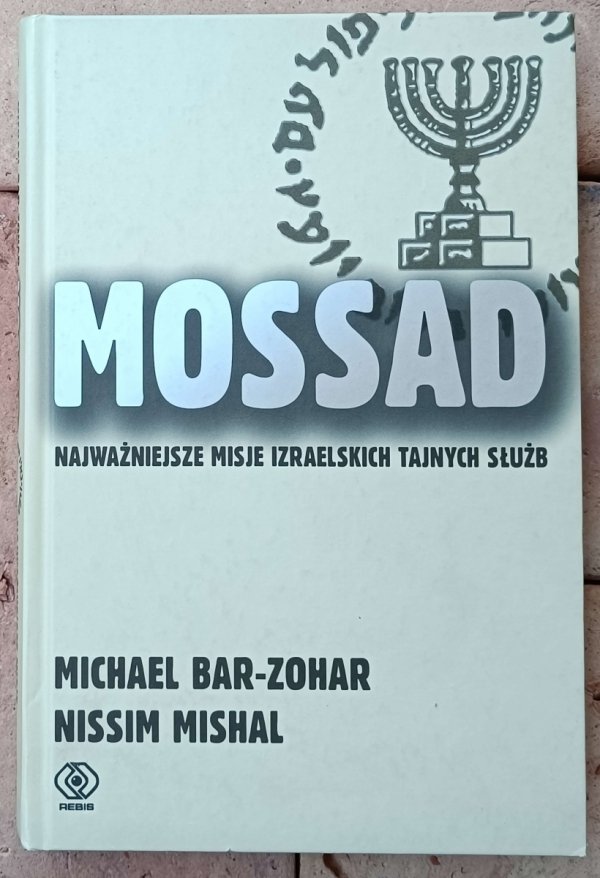 MOSSAD
NAJWAŻNIEJSZE MISJE IZRAELSKICH TAJNYCH SŁUŻB
MICHAEL BAR-ZOHAR
NISSIM MISHAL
REBIS